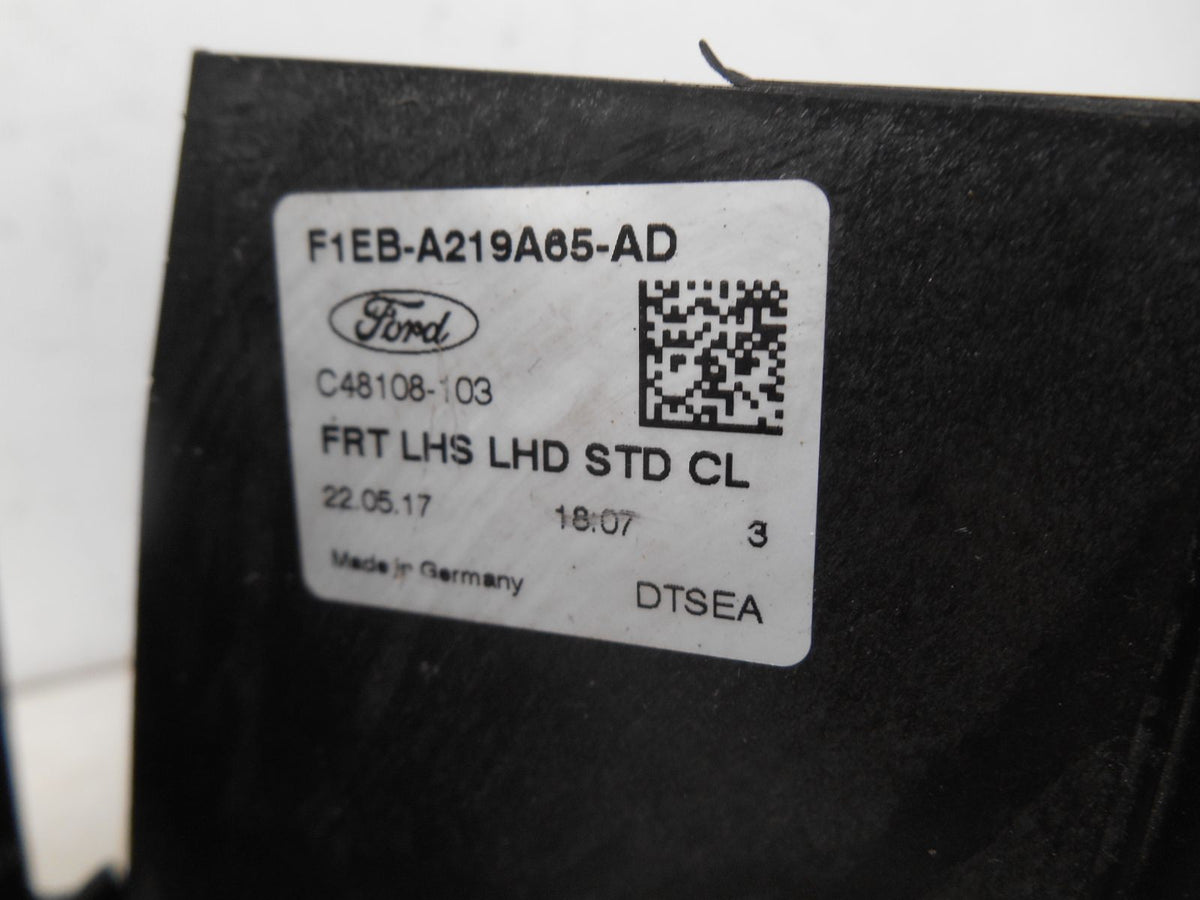 F1EB-A219A65-AD
Ford
C48108-103
FRT LHS LHD STD CL
22.05.17 18:07 3
Made in Germany
DTSEA